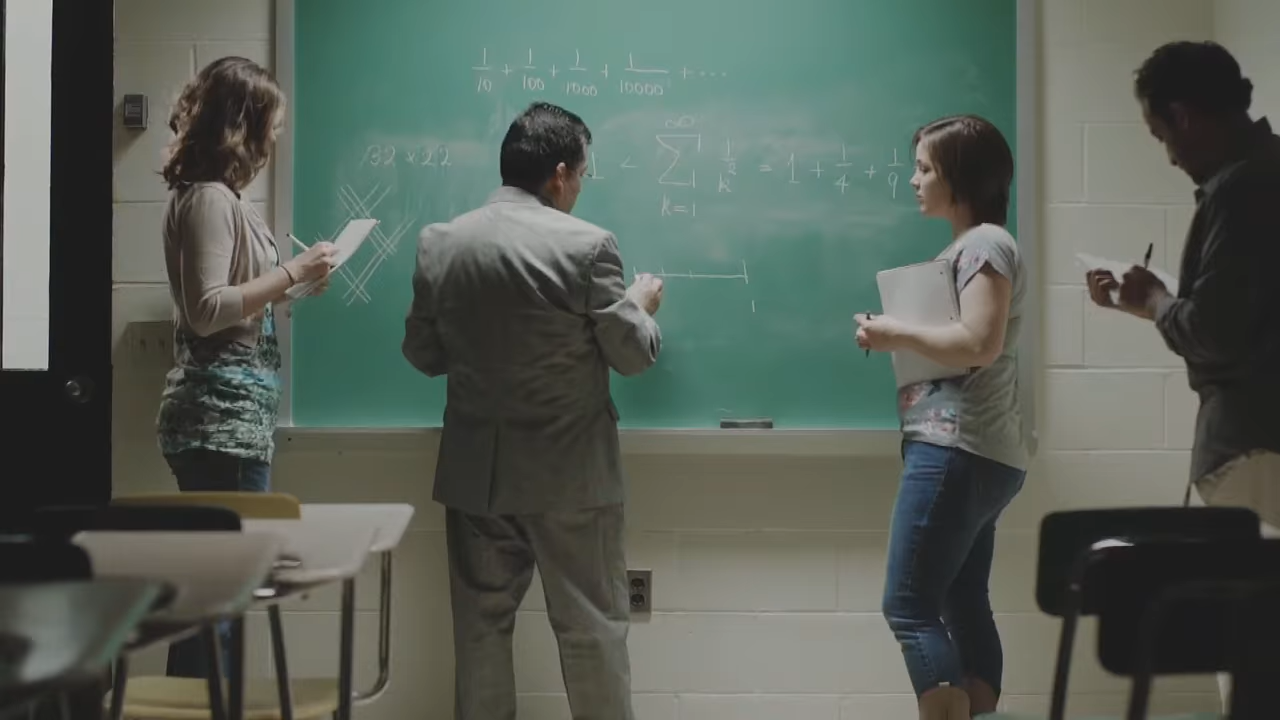 1/10 + 1/100 + 1/1000 + 1/10000 + ...
32 × 22
1 < ∞ ∑ k=1 1/k² = 1 + 1/4 + 1/9
1